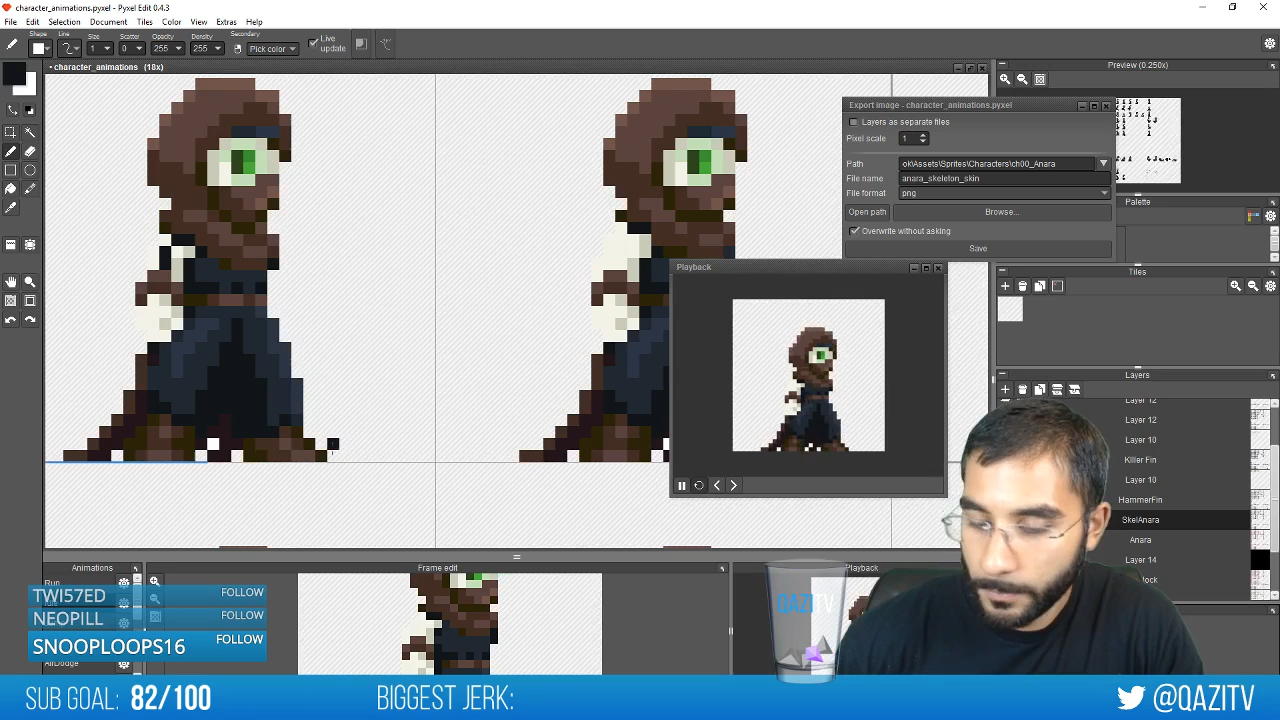 character_animations.pyxel - Pyxel Edit 0.4.3
File Edit Selection Document Tiles Color View Extras Help
Shape Line Size Scale Opacity Density Secondary
1 0 255 255 Pick color
Live update
• character_animations (18x)
Export image - character_animations.pyxel
Layers as separate files
Pixel scale 1
Path ok\Assets\Sprites\Characters\ch00_Anara
File name anara_skeleton_skin
File format png
Open path Browse...
Overwrite without asking
Save
Preview (0.250x)
Palette
Tiles
Layers
Layer 12
Layer 12
Layer 10
Killer Fin
Layer 10
HammerFin
SkelAnara
Anara
Layer 14
lock
Playback
Animations
Run
AirDodge
Frame edit
Playback
TWI57ED FOLLOW
NEOPILL FOLLOW
SNOOPLOOPS16 FOLLOW
QAZITV
SUB GOAL: 82/100 BIGGEST JERK: @QAZITV